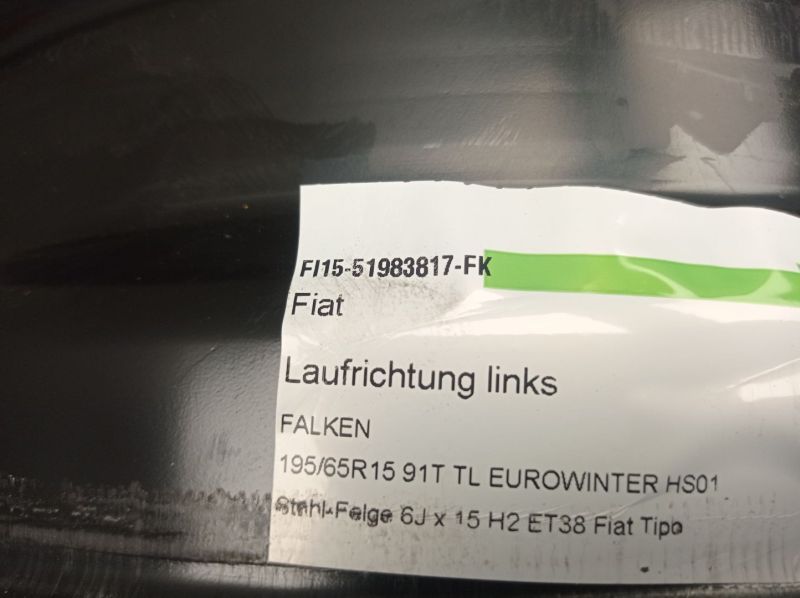 FI15-51983817-FK
Fiat
Laufrichtung links
FALKEN
195/65R15 91T TL EUROWINTER HS01
Stahl-Felge 6J x 15 H2 ET38 Fiat Tipo